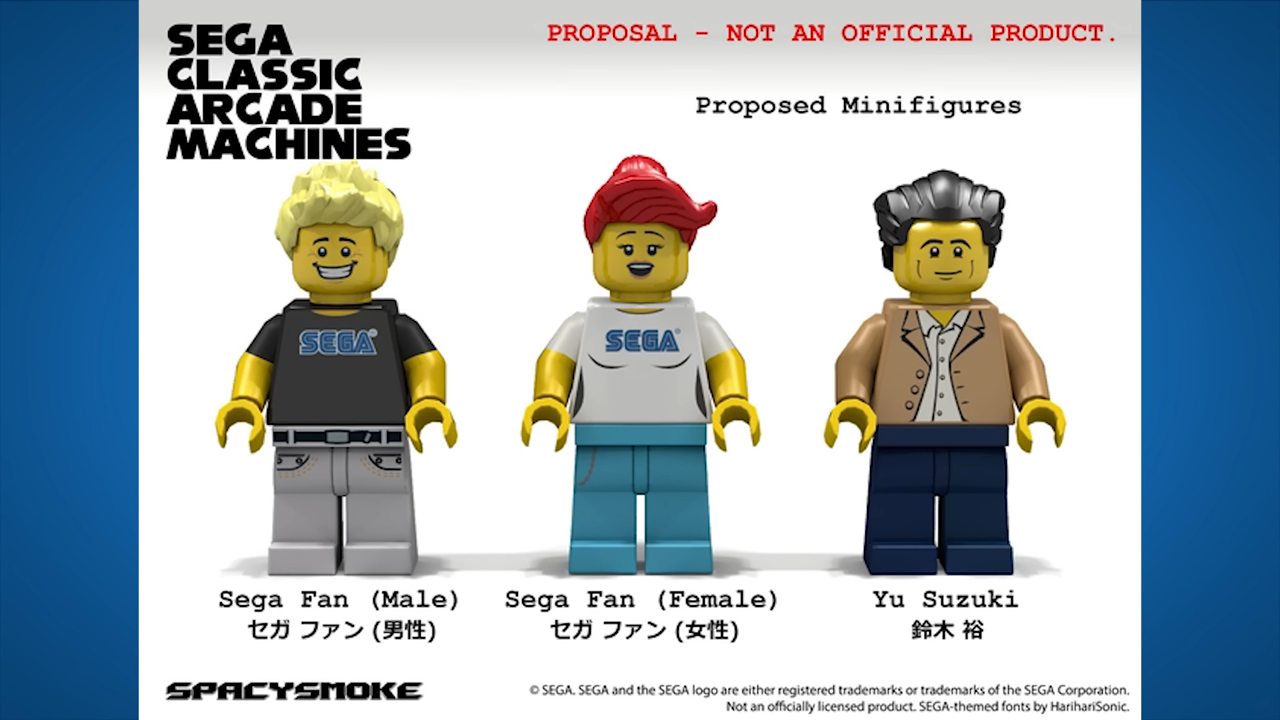 SEGA
CLASSIC
ARCADE
MACHINES
PROPOSAL - NOT AN OFFICIAL PRODUCT.
Proposed Minifigures
SEGA®
SEGA®
Sega Fan (Male)
セガ ファン (男性)
Sega Fan (Female)
セガ ファン (女性)
Yu Suzuki
鈴木 裕
SPACYSMOKE
© SEGA. SEGA and the SEGA logo are either registered trademarks or trademarks of the SEGA Corporation.
Not an officially licensed product. SEGA-themed fonts by HarihariSonic.